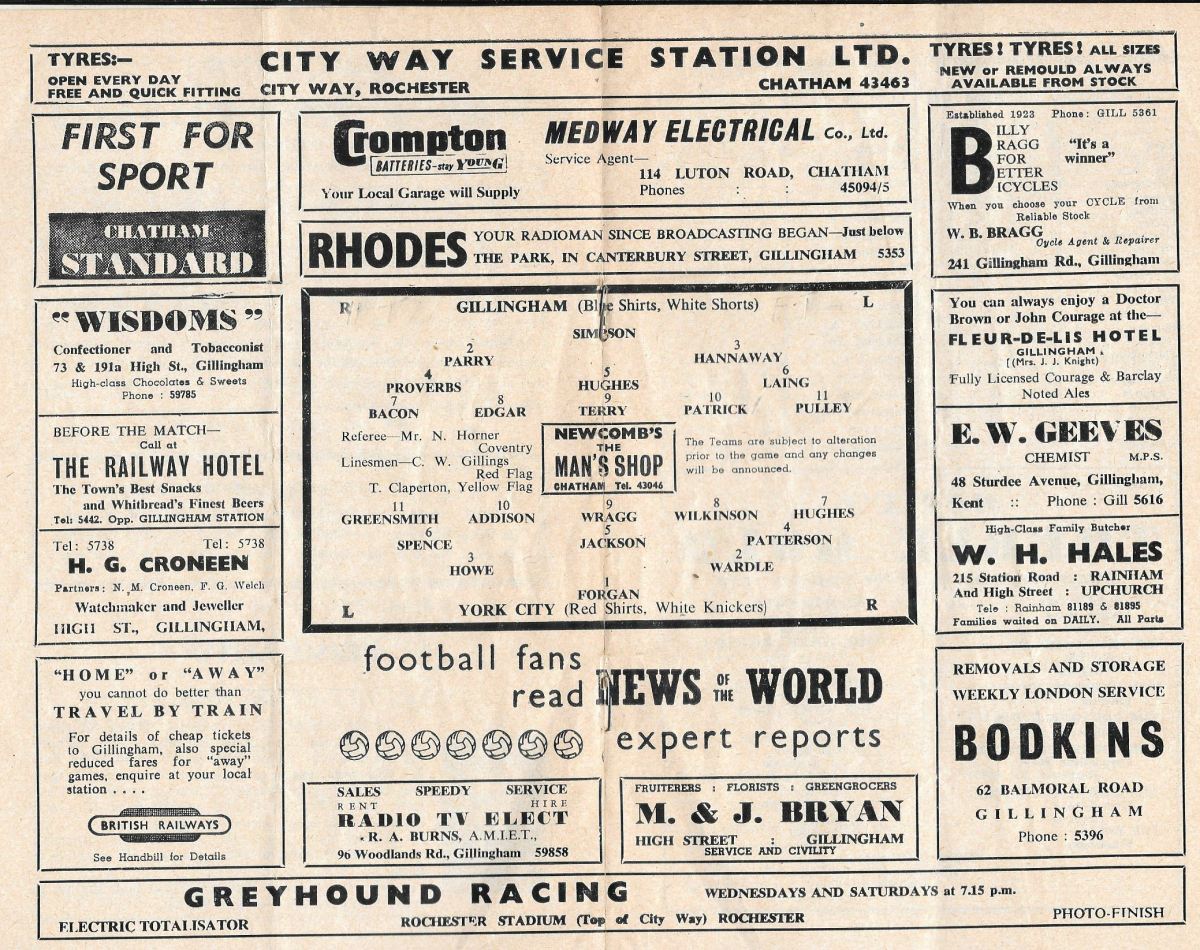 TYRES:—
OPEN EVERY DAY
FREE AND QUICK FITTING
CITY WAY SERVICE STATION LTD.
CITY WAY, ROCHESTER
CHATHAM 43463
TYRES! TYRES! ALL SIZES
NEW or REMOULD ALWAYS
AVAILABLE FROM STOCK
FIRST FOR
SPORT
CHATHAM
STANDARD
Crompton
BATTERIES—stay YOUNG
Your Local Garage will Supply
MEDWAY ELECTRICAL Co., Ltd.
Service Agent—
114 LUTON ROAD, CHATHAM
Phones : : 45094/5
Established 1923 Phone: GILL 5361
BILLY
BRAGG
FOR
BETTER
BICYCLES
"It's a
winner"
When you choose your CYCLE from
Reliable Stock
W. B. BRAGG
Cycle Agent & Repairer
241 Gillingham Rd., Gillingham
RHODES
YOUR RADIOMAN SINCE BROADCASTING BEGAN—Just below
THE PARK, IN CANTERBURY STREET, GILLINGHAM 5353
"WISDOMS"
Confectioner and Tobacconist
73 & 191a High St., Gillingham
High-class Chocolates & Sweets
Phone : 59785
BEFORE THE MATCH—
Call at
THE RAILWAY HOTEL
The Town's Best Snacks
and Whitbread's Finest Beers
Tel: 5442. Opp. GILLINGHAM STATION
Tel: 5738 Tel: 5738
H. G. CRONEEN
Partners: N. M. Croneen, F. G. Welch
Watchmaker and Jeweller
HIGH ST., GILLINGHAM,
R GILLINGHAM (Blue Shirts, White Shorts) L
SIMPSON
2 3
PARRY HANNAWAY
4 5 6
PROVERBS HUGHES LAING
7 8 9 10 11
BACON EDGAR TERRY PATRICK PULLEY
Referee—Mr. N. Horner
Coventry
Linesmen—C. W. Gillings
Red Flag
T. Claperton, Yellow Flag
NEWCOMB'S
THE
MAN'S SHOP
CHATHAM Tel. 43046
The Teams are subject to alteration
prior to the game and any changes
will be announced.
11 10 9 8 7
GREENSMITH ADDISON WRAGG WILKINSON HUGHES
6 5 4
SPENCE JACKSON PATTERSON
3 2
HOWE WARDLE
1
FORGAN
L YORK CITY (Red Shirts, White Knickers) R
You can always enjoy a Doctor
Brown or John Courage at the—
FLEUR-DE-LIS HOTEL
GILLINGHAM
(Mrs. J. J. Knight)
Fully Licensed Courage & Barclay
Noted Ales
E. W. GEEVES
CHEMIST M.P.S.
48 Sturdee Avenue, Gillingham,
Kent :: Phone : Gill 5616
High-Class Family Butcher
W. H. HALES
215 Station Road : RAINHAM
And High Street : UPCHURCH
Tele : Rainham 81189 & 81895
Families waited on DAILY. All Parts
"HOME" or "AWAY"
you cannot do better than
TRAVEL BY TRAIN
For details of cheap tickets
to Gillingham, also special
reduced fares for "away"
games, enquire at your local
station . . . .
BRITISH RAILWAYS
See Handbill for Details
football fans
read NEWS OF THE WORLD
expert reports
SALES SPEEDY SERVICE
RENT HIRE
RADIO TV ELECT
R. A. BURNS, A.M.I.E.T.,
96 Woodlands Rd., Gillingham 59858
FRUITERERS : FLORISTS : GREENGROCERS
M. & J. BRYAN
HIGH STREET : GILLINGHAM
SERVICE AND CIVILITY
REMOVALS AND STORAGE
WEEKLY LONDON SERVICE
BODKINS
62 BALMORAL ROAD
GILLINGHAM
Phone : 5396
GREYHOUND RACING WEDNESDAYS AND SATURDAYS at 7.15 p.m.
ELECTRIC TOTALISATOR ROCHESTER STADIUM (Top of City Way) ROCHESTER PHOTO-FINISH